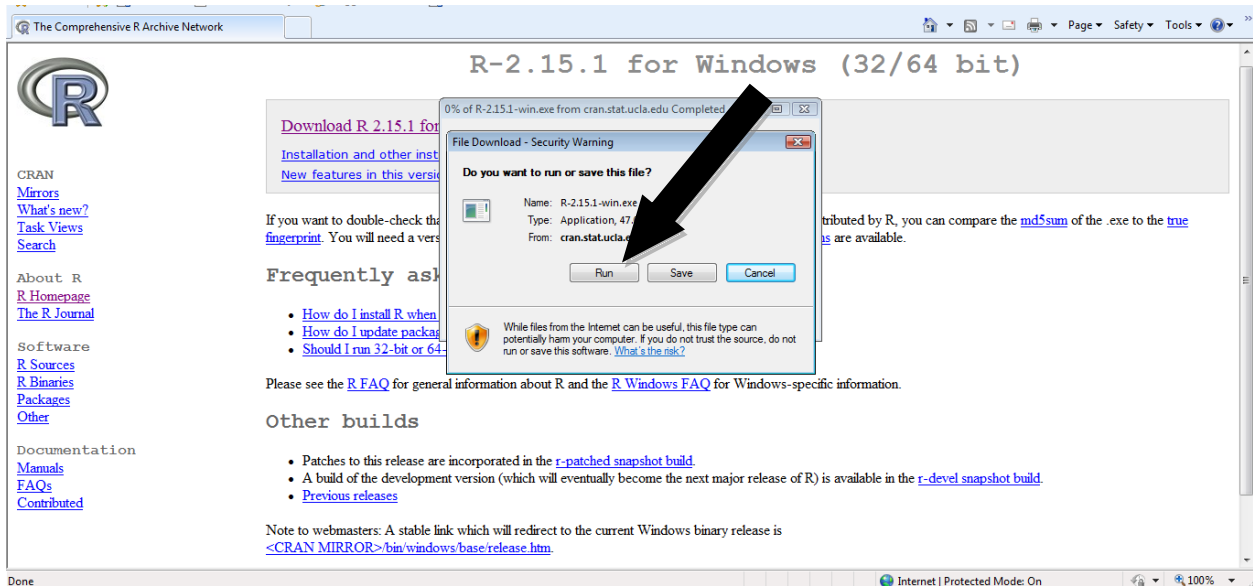 The Comprehensive R Archive Network
Page Safety Tools
R
CRAN
Mirrors
What's new?
Task Views
Search
About R
R Homepage
The R Journal
Software
R Sources
R Binaries
Packages
Other
Documentation
Manuals
FAQs
Contributed
R-2.15.1 for Windows (32/64 bit)
Download R 2.15.1 for
Installation and other inst
New features in this versi
If you want to double-check tha
tributed by R, you can compare the md5sum of the .exe to the true
fingerprint. You will need a vers
are available.
Frequently ask
• How do I install R when
• How do I update packag
• Should I run 32-bit or 64-
Please see the R FAQ for general information about R and the R Windows FAQ for Windows-specific information.
Other builds
• Patches to this release are incorporated in the r-patched snapshot build.
• A build of the development version (which will eventually become the next major release of R) is available in the r-devel snapshot build.
• Previous releases
Note to webmasters: A stable link which will redirect to the current Windows binary release is
<CRAN MIRROR>/bin/windows/base/release.htm.
0% of R-2.15.1-win.exe from cran.stat.ucla.edu Completed
File Download - Security Warning
Do you want to run or save this file?
Name: R-2.15.1-win.exe
Type: Application, 47.
From: cran.stat.ucla.e
Run Save Cancel
While files from the Internet can be useful, this file type can
potentially harm your computer. If you do not trust the source, do not
run or save this software. What's the risk?
Done
Internet | Protected Mode: On
100%